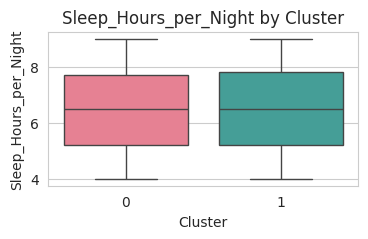 Sleep_Hours_per_Night by Cluster
Sleep_Hours_per_Night
8
6
4
0 1
Cluster